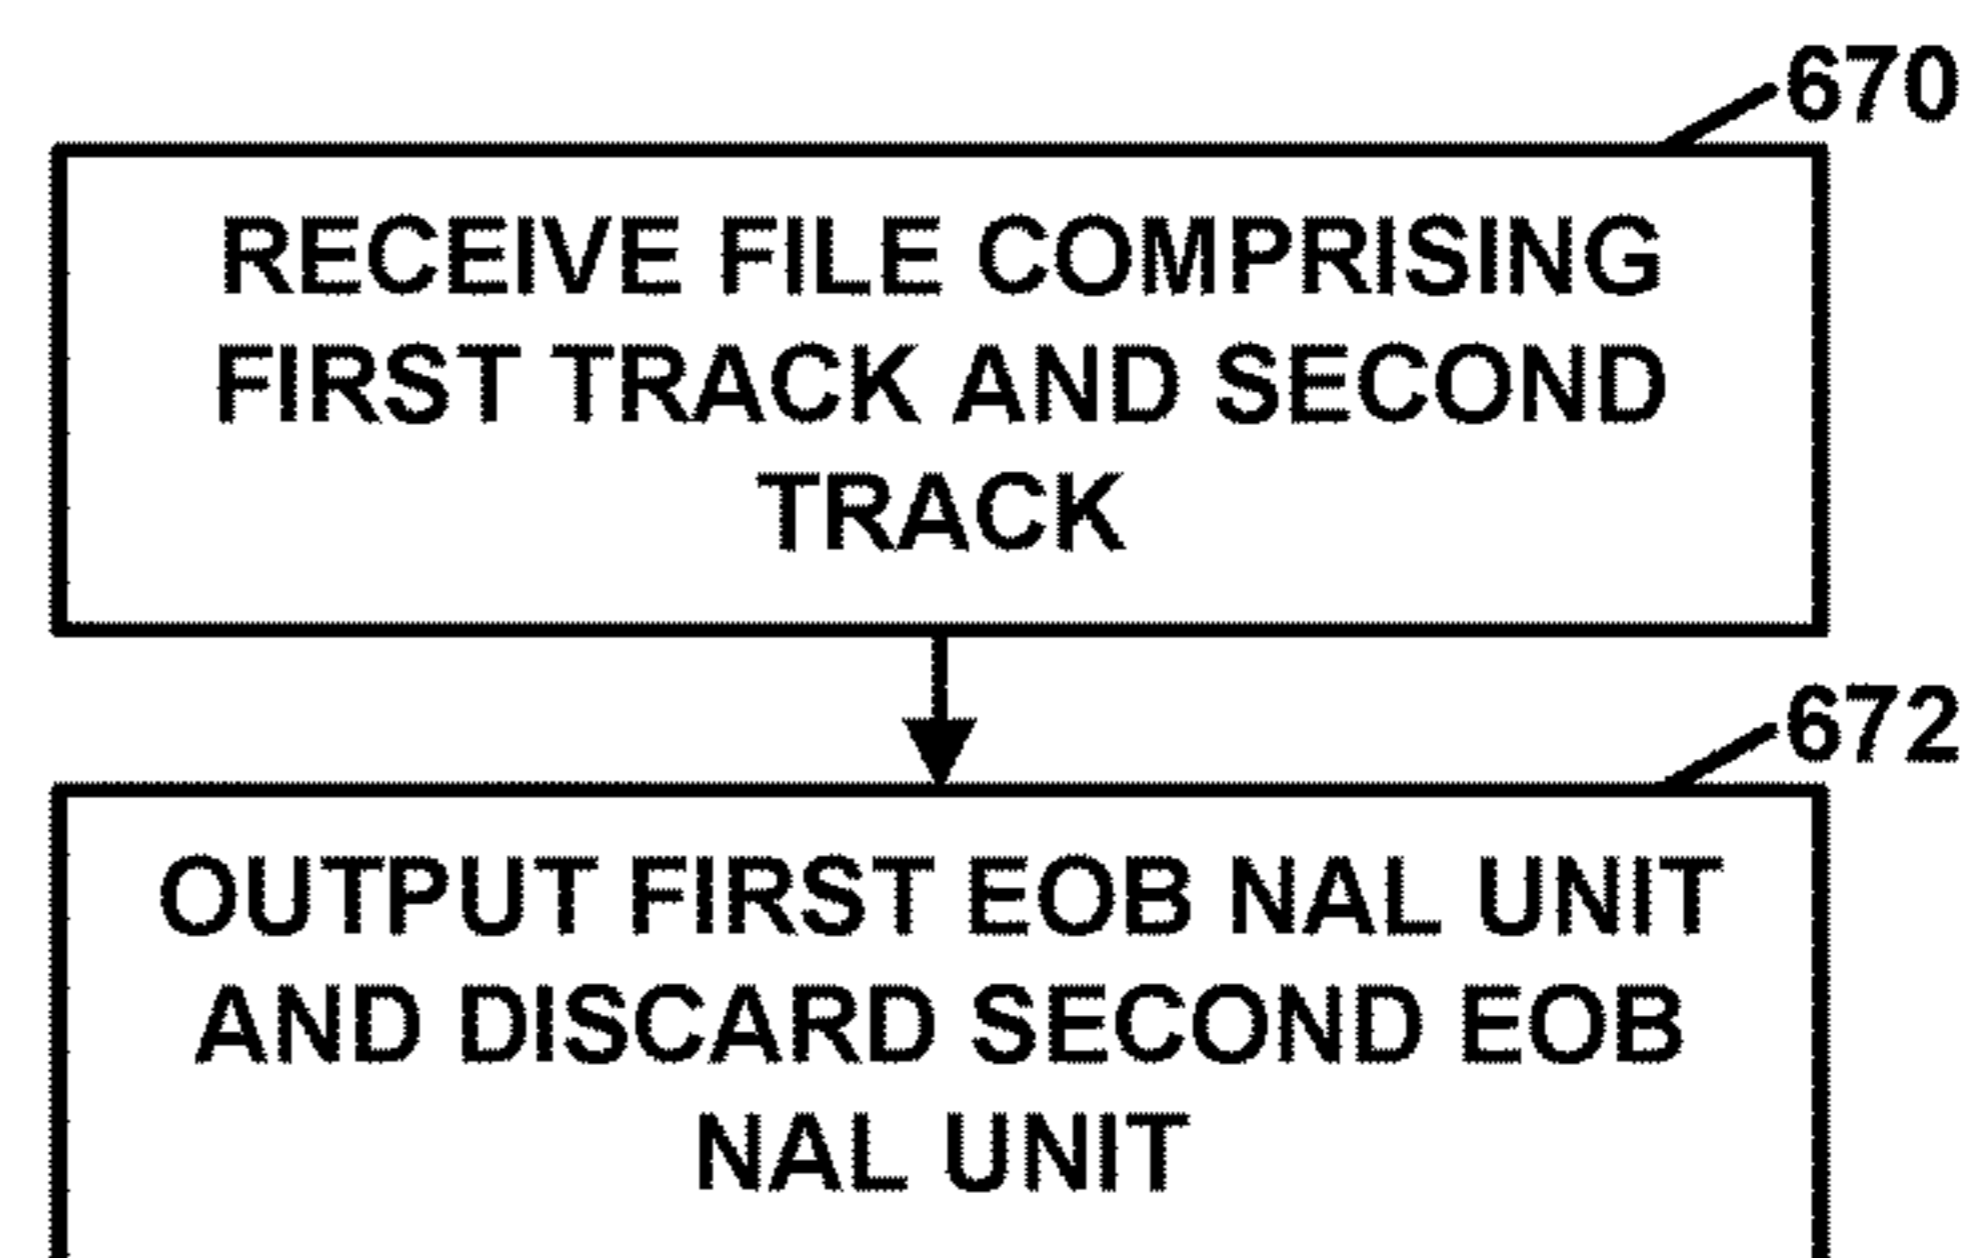 670
RECEIVE FILE COMPRISING
FIRST TRACK AND SECOND
TRACK
672
OUTPUT FIRST EOB NAL UNIT
AND DISCARD SECOND EOB
NAL UNIT